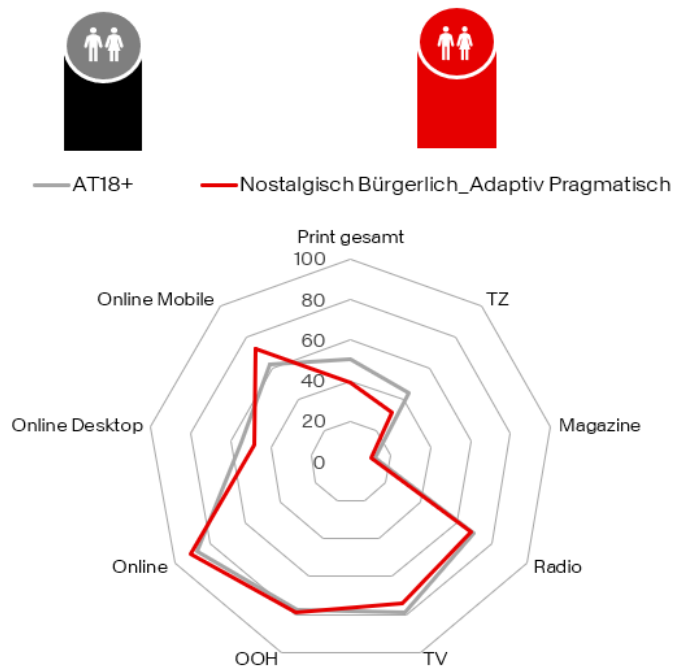 AT18+
Nostalgisch Bürgerlich_Adaptiv Pragmatisch
Print gesamt
100
TZ
Online Mobile
80
60
40
Online Desktop
Magazine
20
0
Online
Radio
OOH
TV